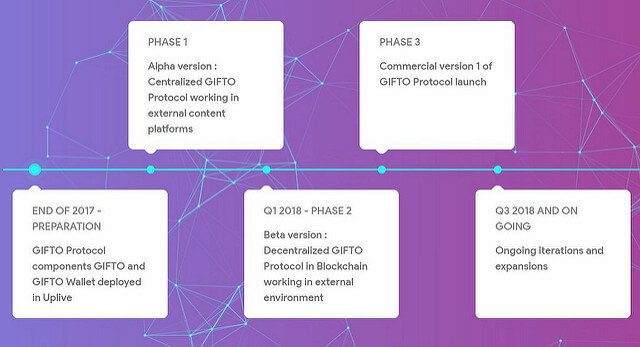 END OF 2017 -
PREPARATION
GIFTO Protocol
components GIFTO and
GIFTO Wallet deployed
in Uplive
PHASE 1
Alpha version :
Centralized GIFTO
Protocol working in
external content
platforms
Q1 2018 - PHASE 2
Beta version :
Decentralized GIFTO
Protocol in Blockchain
working in external
environment
PHASE 3
Commercial version 1 of
GIFTO Protocol launch
Q3 2018 AND ON
GOING
Ongoing iterations and
expansions